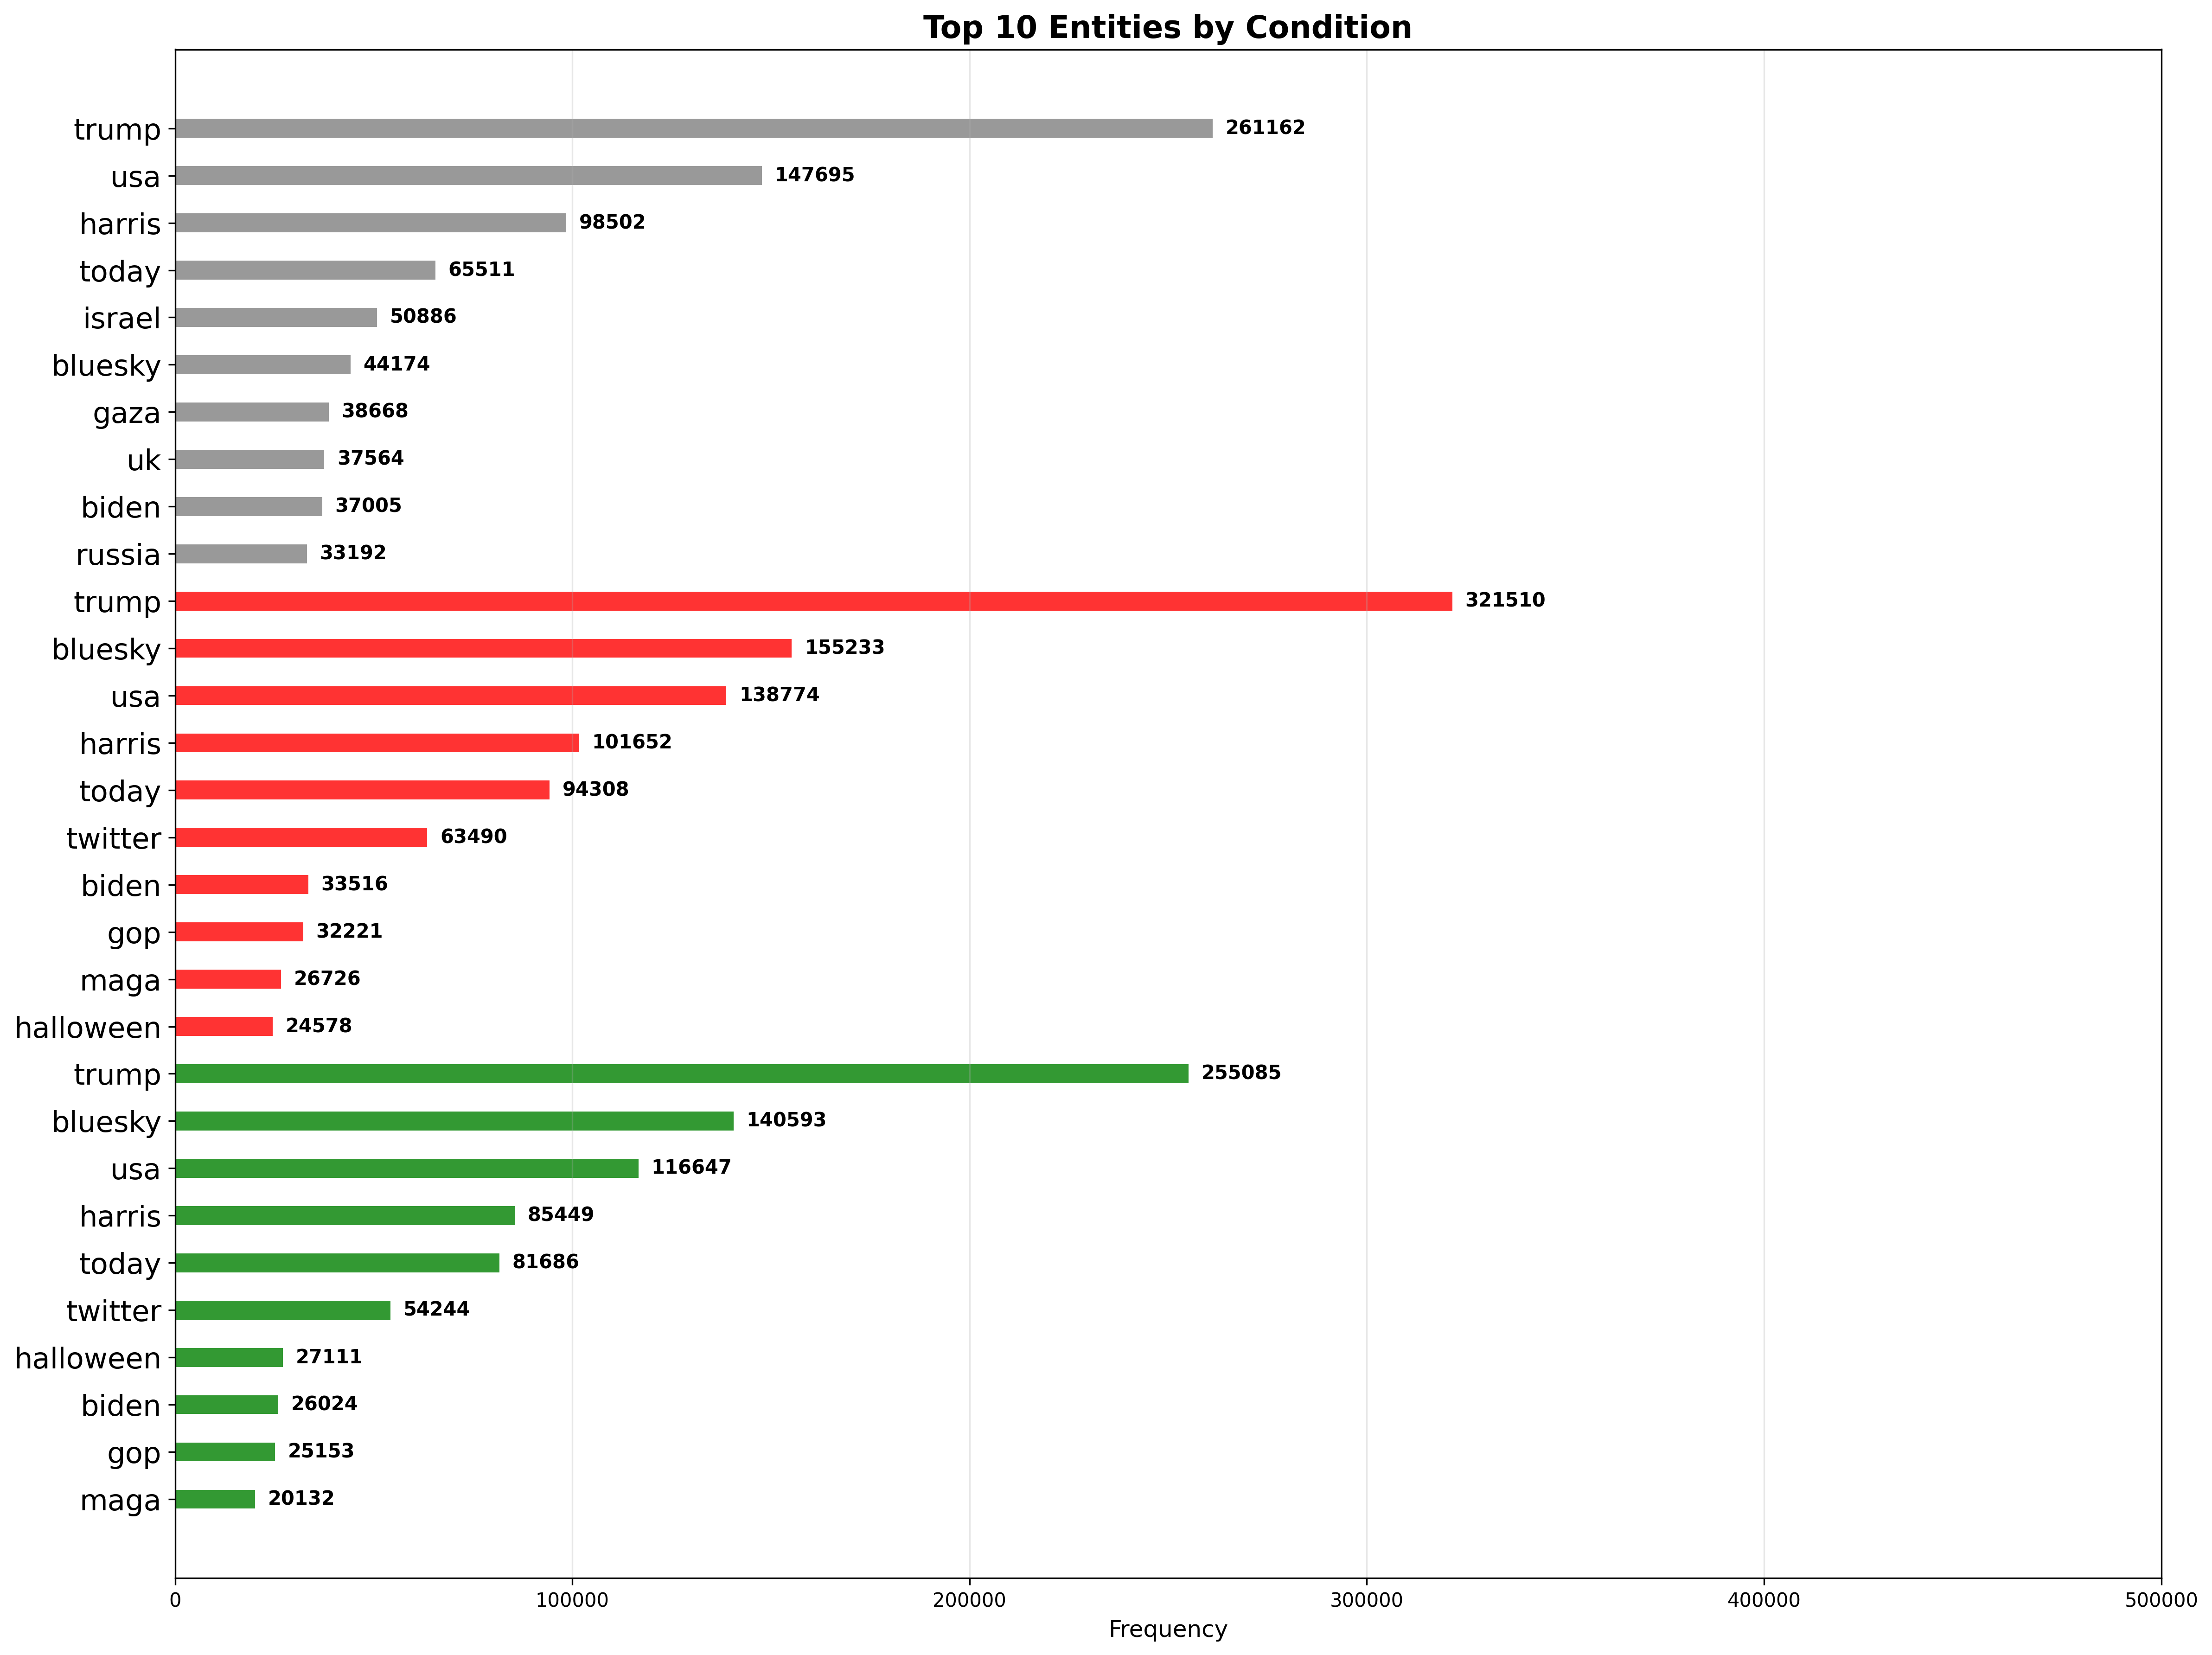 Top 10 Entities by Condition
trump 261162
usa 147695
harris 98502
today 65511
israel 50886
bluesky 44174
gaza 38668
uk 37564
biden 37005
russia 33192
trump 321510
bluesky 155233
usa 138774
harris 101652
today 94308
twitter 63490
biden 33516
gop 32221
maga 26726
halloween 24578
trump 255085
bluesky 140593
usa 116647
harris 85449
today 81686
twitter 54244
halloween 27111
biden 26024
gop 25153
maga 20132
0 100000 200000 300000 400000 500000
Frequency